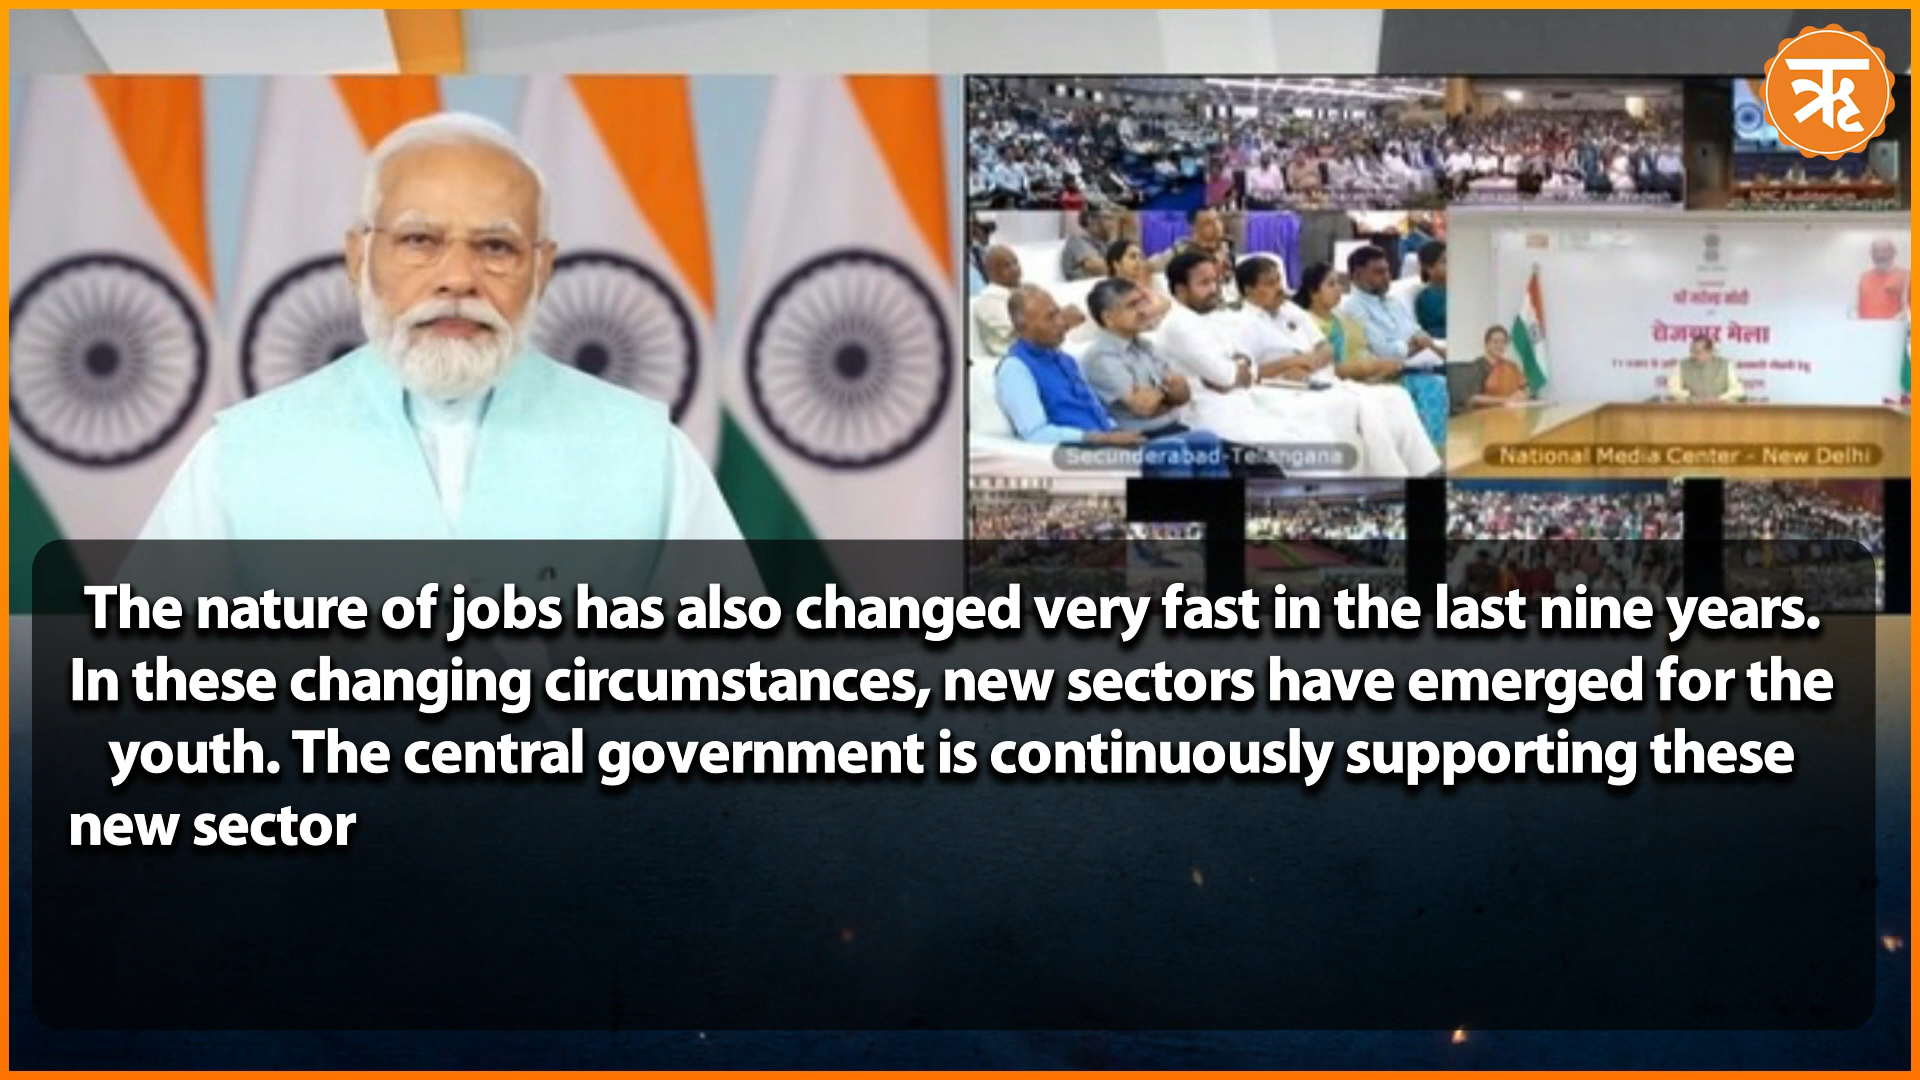 ऋ
श्री नरेन्द्र मोदी
रोजगार मेला
Secunderabad-Telangana
National Media Center - New Delhi
The nature of jobs has also changed very fast in the last nine years.
In these changing circumstances, new sectors have emerged for the
youth. The central government is continuously supporting these
new sector